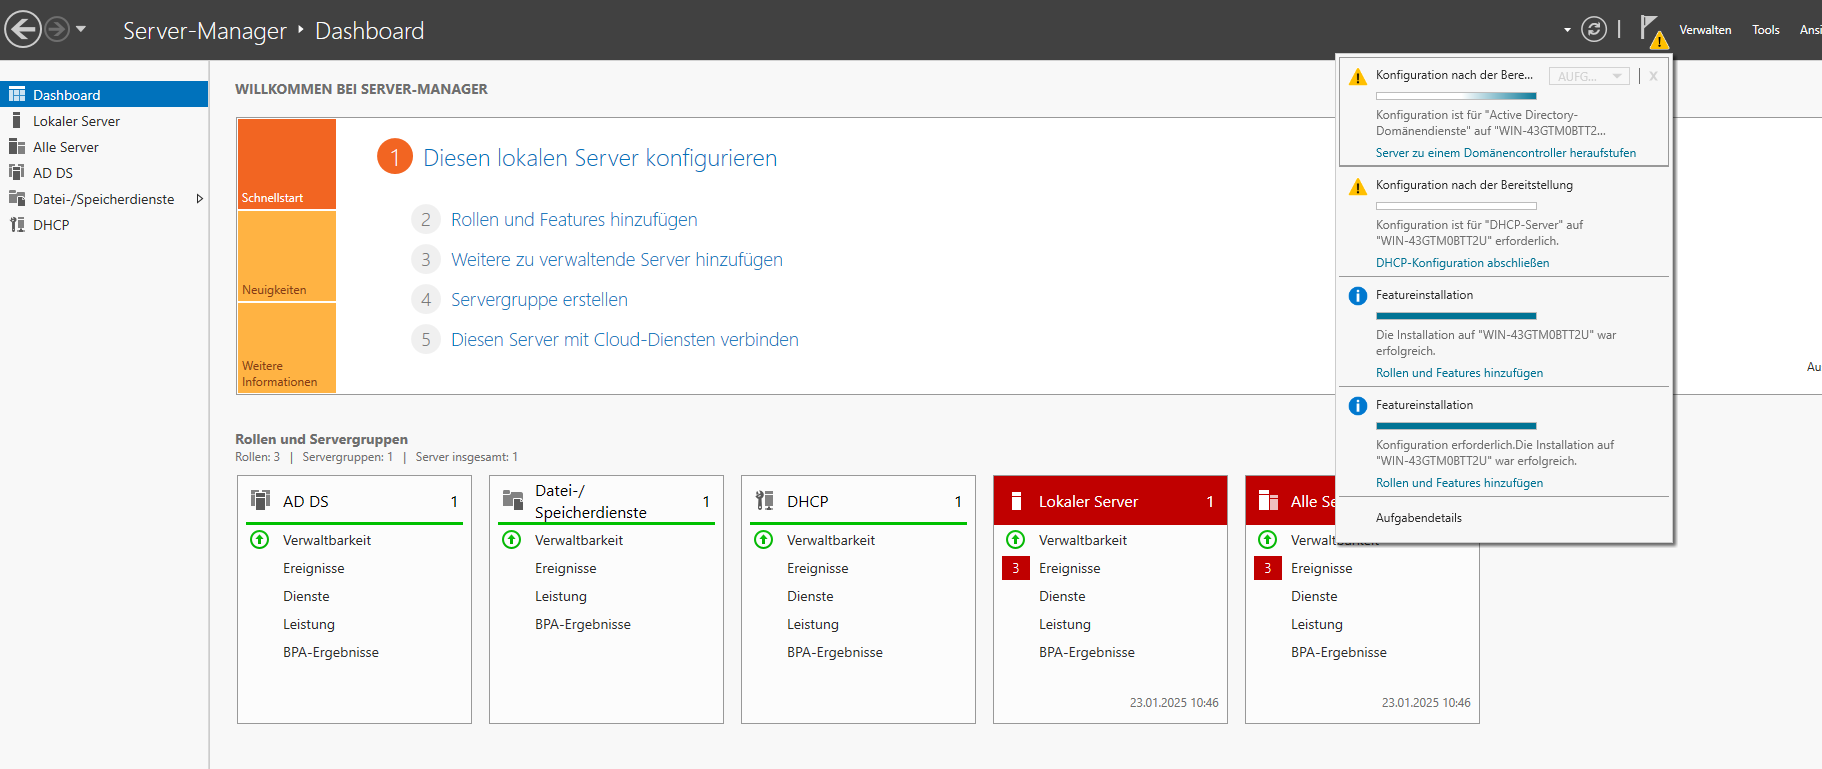 Server-Manager ‣ Dashboard
Verwalten
Tools
Ansi
Dashboard
Lokaler Server
Alle Server
AD DS
Datei-/Speicherdienste
DHCP
WILLKOMMEN BEI SERVER-MANAGER
Schnellstart
Neuigkeiten
Weitere
Informationen
1 Diesen lokalen Server konfigurieren
2 Rollen und Features hinzufügen
3 Weitere zu verwaltende Server hinzufügen
4 Servergruppe erstellen
5 Diesen Server mit Cloud-Diensten verbinden
Au
Konfiguration nach der Bere... AUFG... X
Konfiguration ist für "Active Directory-
Domänendienste" auf "WIN-43GTM0BTT2...
Server zu einem Domänencontroller heraufstufen
Konfiguration nach der Bereitstellung
Konfiguration ist für "DHCP-Server" auf
"WIN-43GTM0BTT2U" erforderlich.
DHCP-Konfiguration abschließen
Featureinstallation
Die Installation auf "WIN-43GTM0BTT2U" war
erfolgreich.
Rollen und Features hinzufügen
Featureinstallation
Konfiguration erforderlich.Die Installation auf
"WIN-43GTM0BTT2U" war erfolgreich.
Rollen und Features hinzufügen
Aufgabendetails
Rollen und Servergruppen
Rollen: 3 | Servergruppen: 1 | Server insgesamt: 1
AD DS 1
Verwaltbarkeit
Ereignisse
Dienste
Leistung
BPA-Ergebnisse
Datei-/
Speicherdienste 1
Verwaltbarkeit
Ereignisse
Leistung
BPA-Ergebnisse
DHCP 1
Verwaltbarkeit
Ereignisse
Dienste
Leistung
BPA-Ergebnisse
Lokaler Server 1
Verwaltbarkeit
3 Ereignisse
Dienste
Leistung
BPA-Ergebnisse
23.01.2025 10:46
Alle Se
Verwaltbarkeit
3 Ereignisse
Dienste
Leistung
BPA-Ergebnisse
23.01.2025 10:46